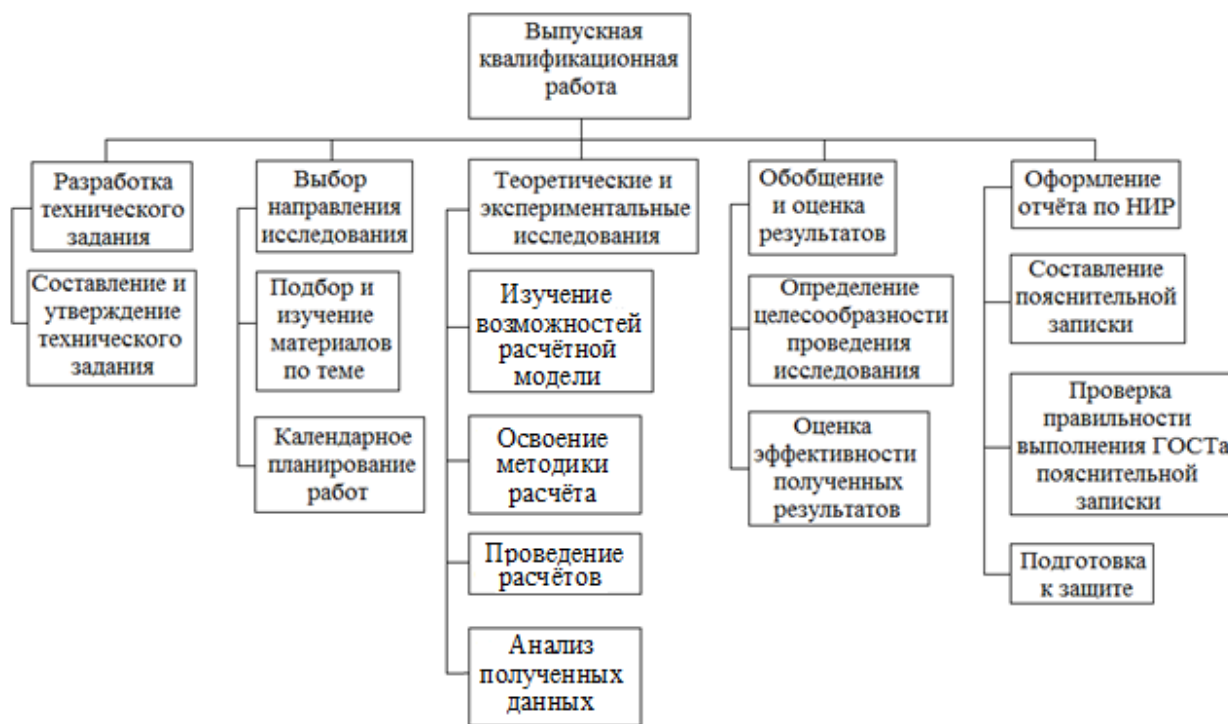 Выпускная
квалификационная
работа
Разработка
технического
задания
Составление и
утверждение
технического
задания
Выбор
направления
исследования
Подбор и
изучение
материалов
по теме
Календарное
планирование
работ
Теоретические и
экспериментальные
исследования
Изучение
возможностей
расчётной
модели
Освоение
методики
расчёта
Проведение
расчётов
Анализ
полученных
данных
Обобщение
и оценка
результатов
Определение
целесообразности
проведения
исследования
Оценка
эффективности
полученных
результатов
Оформление
отчёта по НИР
Составление
пояснительной
записки
Проверка
правильности
выполнения ГОСТа
пояснительной
записки
Подготовка
к защите